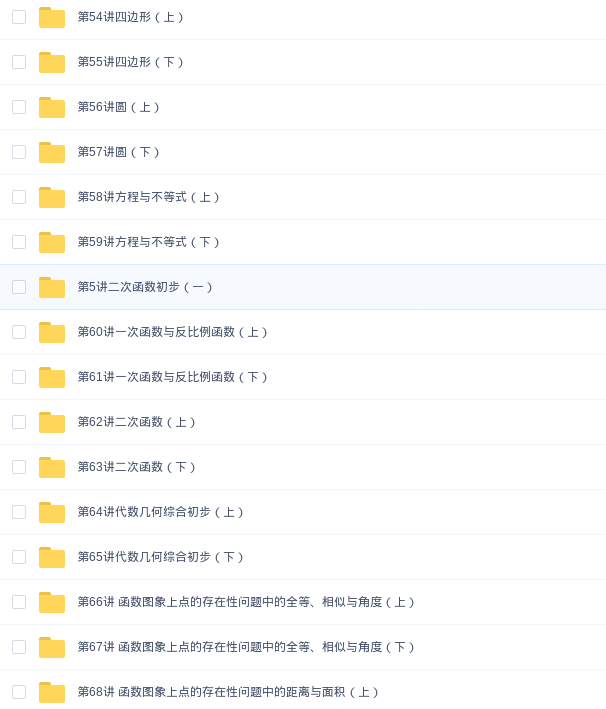 第54讲四边形（上）
第55讲四边形（下）
第56讲圆（上）
第57讲圆（下）
第58讲方程与不等式（上）
第59讲方程与不等式（下）
第5讲二次函数初步（一）
第60讲一次函数与反比例函数（上）
第61讲一次函数与反比例函数（下）
第62讲二次函数（上）
第63讲二次函数（下）
第64讲代数几何综合初步（上）
第65讲代数几何综合初步（下）
第66讲 函数图象上点的存在性问题中的全等、相似与角度（上）
第67讲 函数图象上点的存在性问题中的全等、相似与角度（下）
第68讲 函数图象上点的存在性问题中的距离与面积（上）